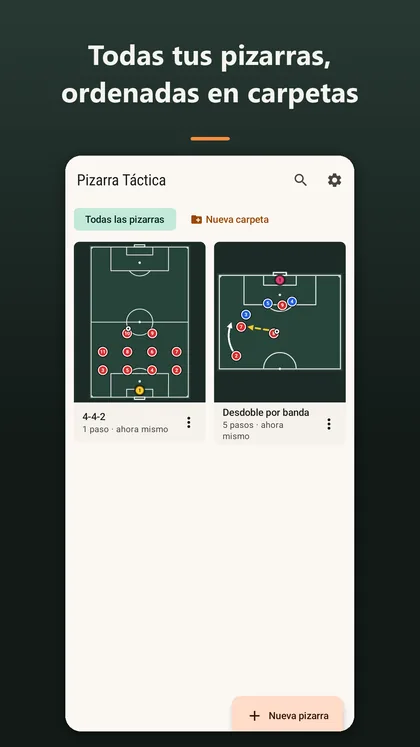 Todas tus pizarras,
ordenadas en carpetas
Pizarra Táctica
Todas las pizarras
Nueva carpeta
4-4-2
1 paso · ahora mismo
Desdoble por banda
5 pasos · ahora
mismo
Nueva pizarra